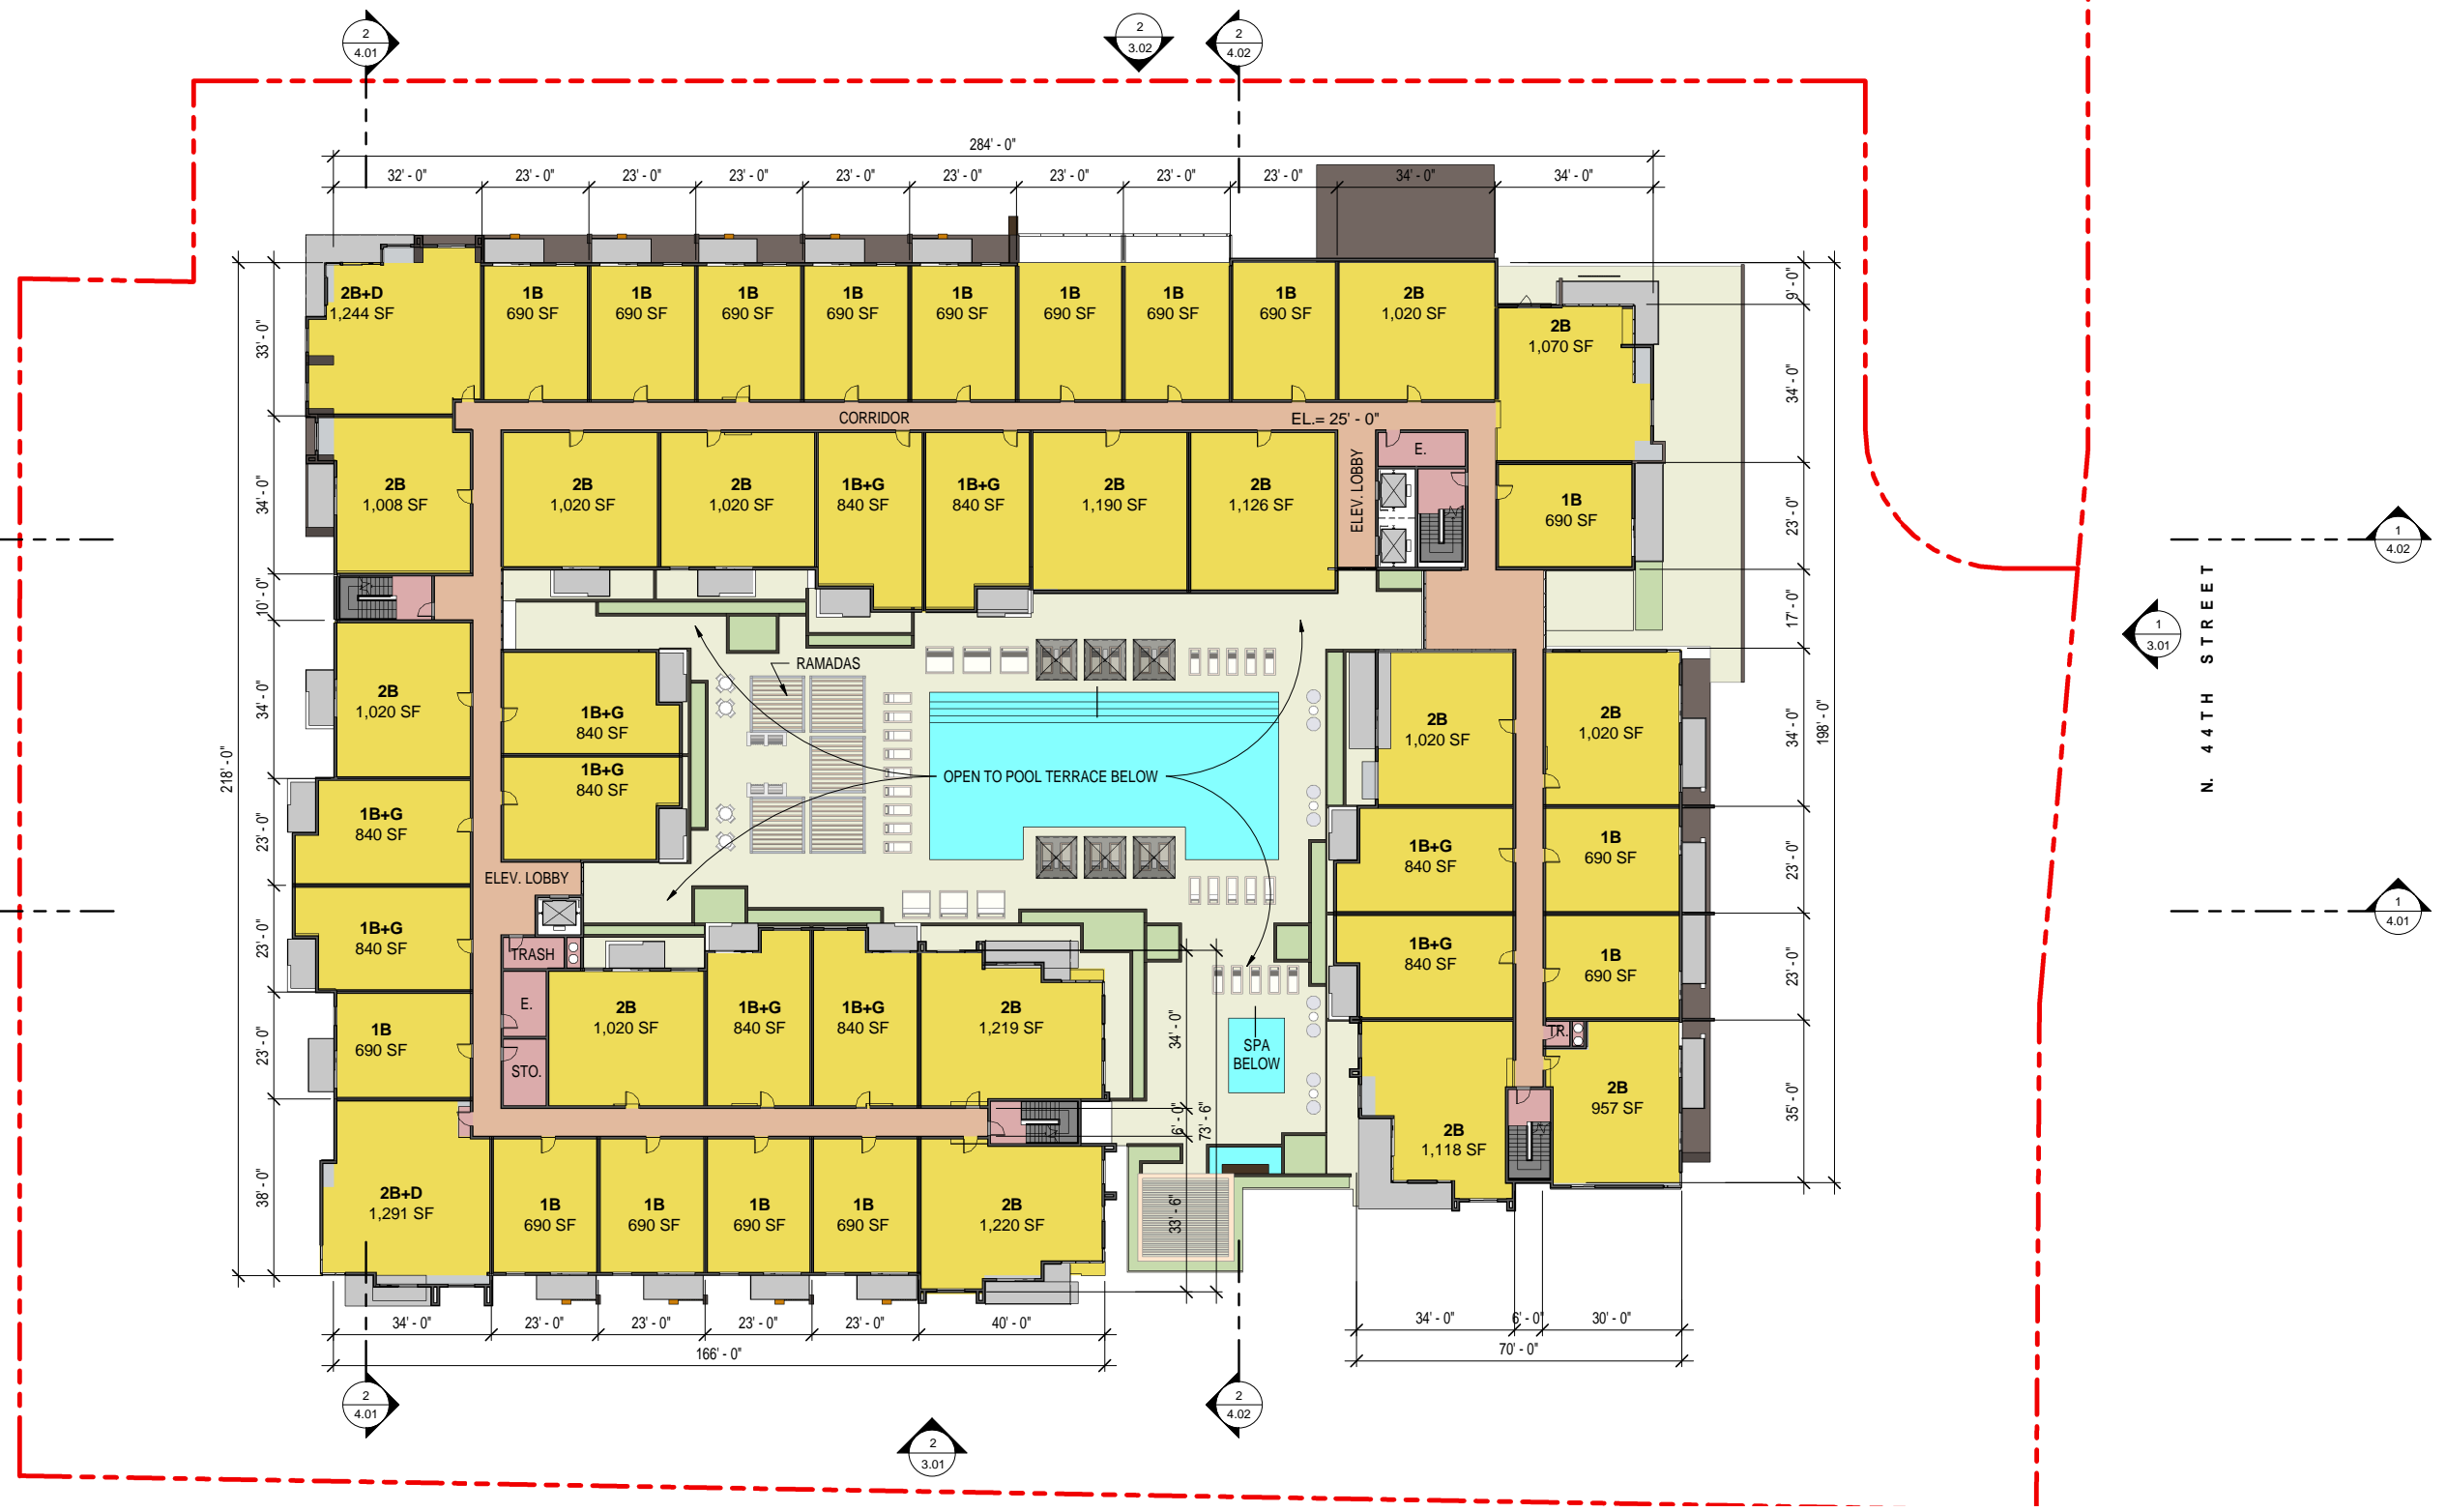 2
4.01
2
3.02
2
4.02
284' - 0"
32' - 0"
23' - 0"
23' - 0"
23' - 0"
23' - 0"
23' - 0"
23' - 0"
23' - 0"
23' - 0"
34' - 0"
34' - 0"
2B+D
1,244 SF
1B
690 SF
1B
690 SF
1B
690 SF
1B
690 SF
1B
690 SF
1B
690 SF
1B
690 SF
1B
690 SF
2B
1,020 SF
2B
1,070 SF
9' - 0"
33' - 0"
34' - 0"
CORRIDOR
EL.= 25' - 0"
2B
1,008 SF
2B
1,020 SF
2B
1,020 SF
1B+G
840 SF
1B+G
840 SF
2B
1,190 SF
2B
1,126 SF
ELEV. LOBBY
E.
1B
690 SF
34' - 0"
23' - 0"
1
4.02
N. 44TH STREET
1
3.01
10' - 0"
17' - 0"
RAMADAS
2B
1,020 SF
1B+G
840 SF
1B+G
840 SF
34' - 0"
218' - 0"
OPEN TO POOL TERRACE BELOW
2B
1,020 SF
2B
1,020 SF
34' - 0"
198' - 0"
1B+G
840 SF
23' - 0"
1B+G
840 SF
1B
690 SF
23' - 0"
ELEV. LOBBY
1
4.01
1B+G
840 SF
23' - 0"
TRASH
1B+G
840 SF
1B
690 SF
23' - 0"
E.
2B
1,020 SF
1B+G
840 SF
1B+G
840 SF
2B
1,219 SF
1B
690 SF
23' - 0"
STO.
34' - 0"
SPA
BELOW
TR.
6' - 0"
73' - 6"
2B
1,118 SF
2B
957 SF
35' - 0"
2B+D
1,291 SF
38' - 0"
1B
690 SF
1B
690 SF
1B
690 SF
1B
690 SF
2B
1,220 SF
33' - 6"
34' - 0"
23' - 0"
23' - 0"
23' - 0"
23' - 0"
40' - 0"
166' - 0"
34' - 0"
6' - 0"
30' - 0"
70' - 0"
2
4.01
2
3.01
2
4.02